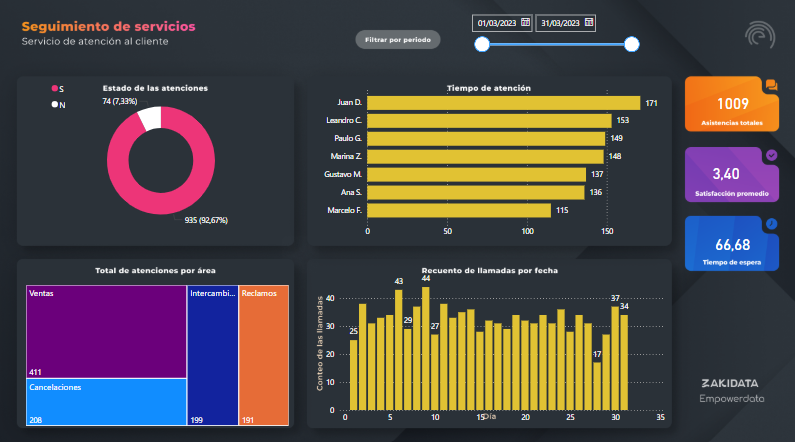 Seguimiento de servicios
Servicio de atención al cliente
Filtrar por periodo
01/03/2023
31/03/2023
Estado de las atenciones
S
N
74 (7,33%)
935 (92,67%)
Tiempo de atención
Juan D.
171
Leandro C.
153
Paulo G.
149
Marina Z.
148
Gustavo M.
137
Ana S.
136
Marcelo F.
115
0
50
100
150
1009
Asistencias totales
3,40
Satisfacción promedio
66,68
Tiempo de espera
Total de atenciones por área
Ventas
411
Cancelaciones
208
Intercambi...
199
Reclamos
191
Recuento de llamadas por fecha
Conteo de las llamadas
40
30
20
10
0
25
43
29
44
27
17
37
34
0
5
10
15
20
25
30
35
Día
ZAKIDATA
Empowerdata